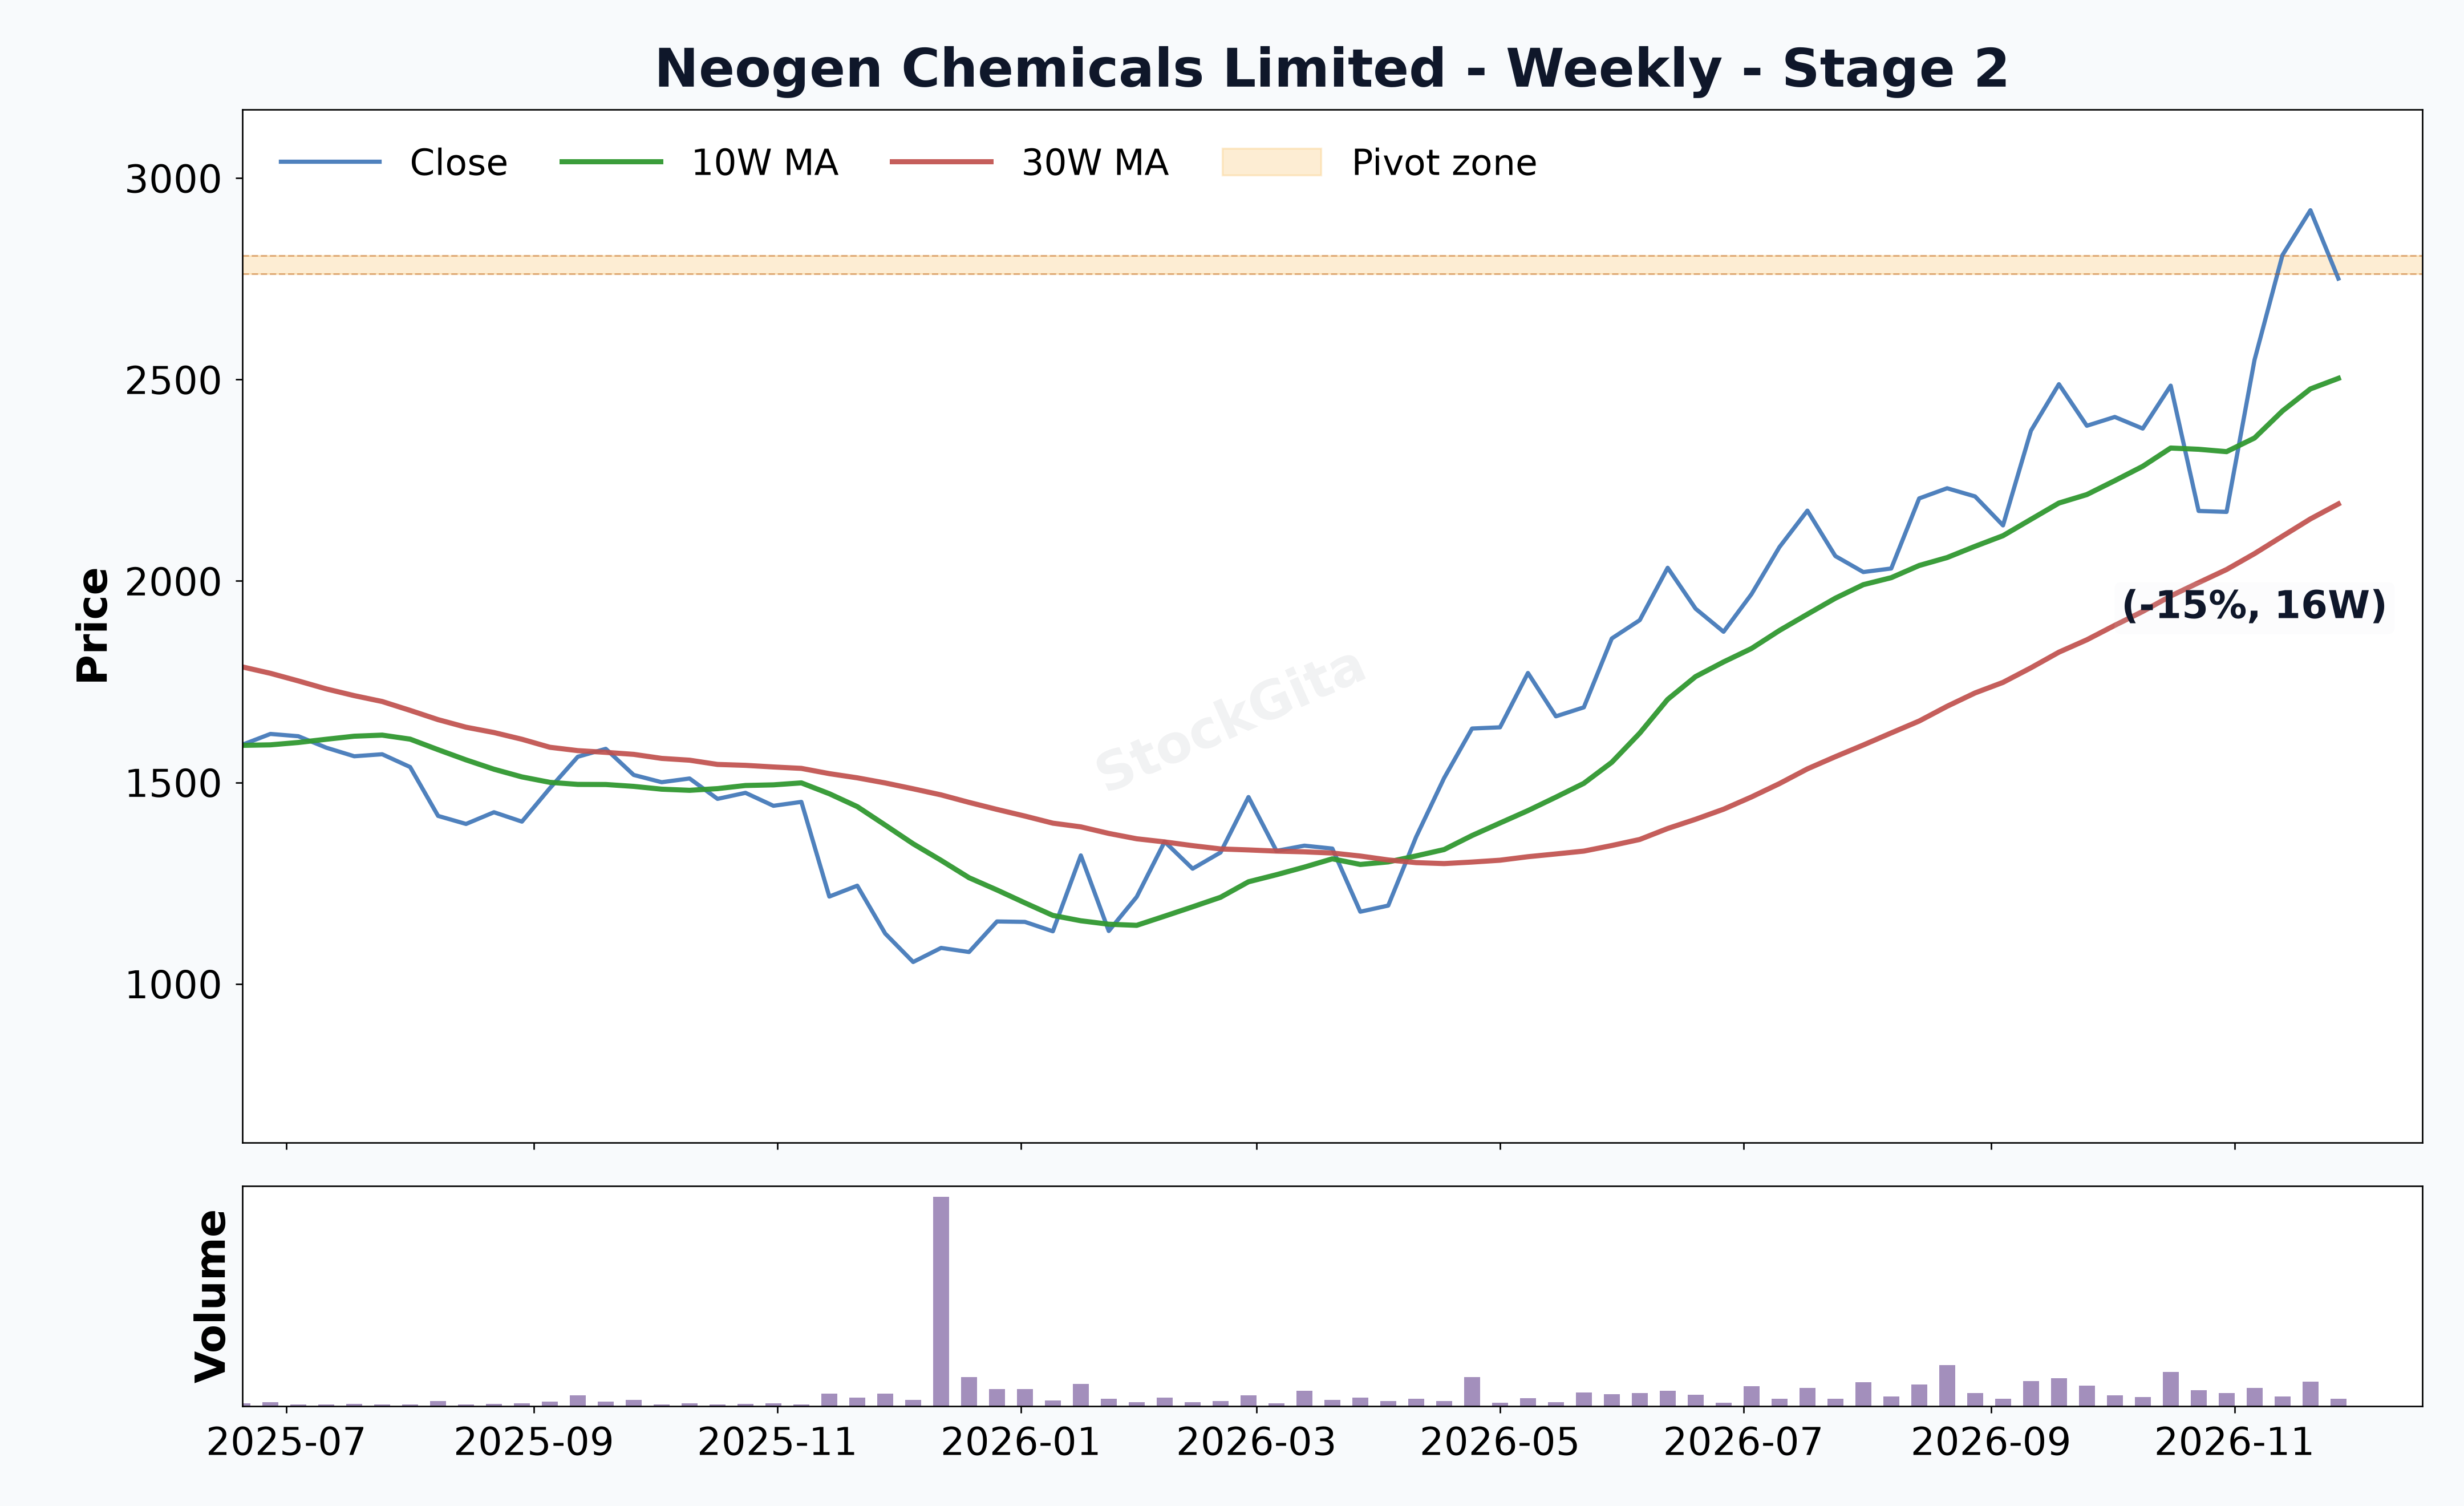 Neogen Chemicals Limited - Weekly - Stage 2
Close 10W MA 30W MA Pivot zone
3000
2500
2000
1500
1000
Price
(-15%, 16W)
StockGita
Volume
2025-07 2025-09 2025-11 2026-01 2026-03 2026-05 2026-07 2026-09 2026-11